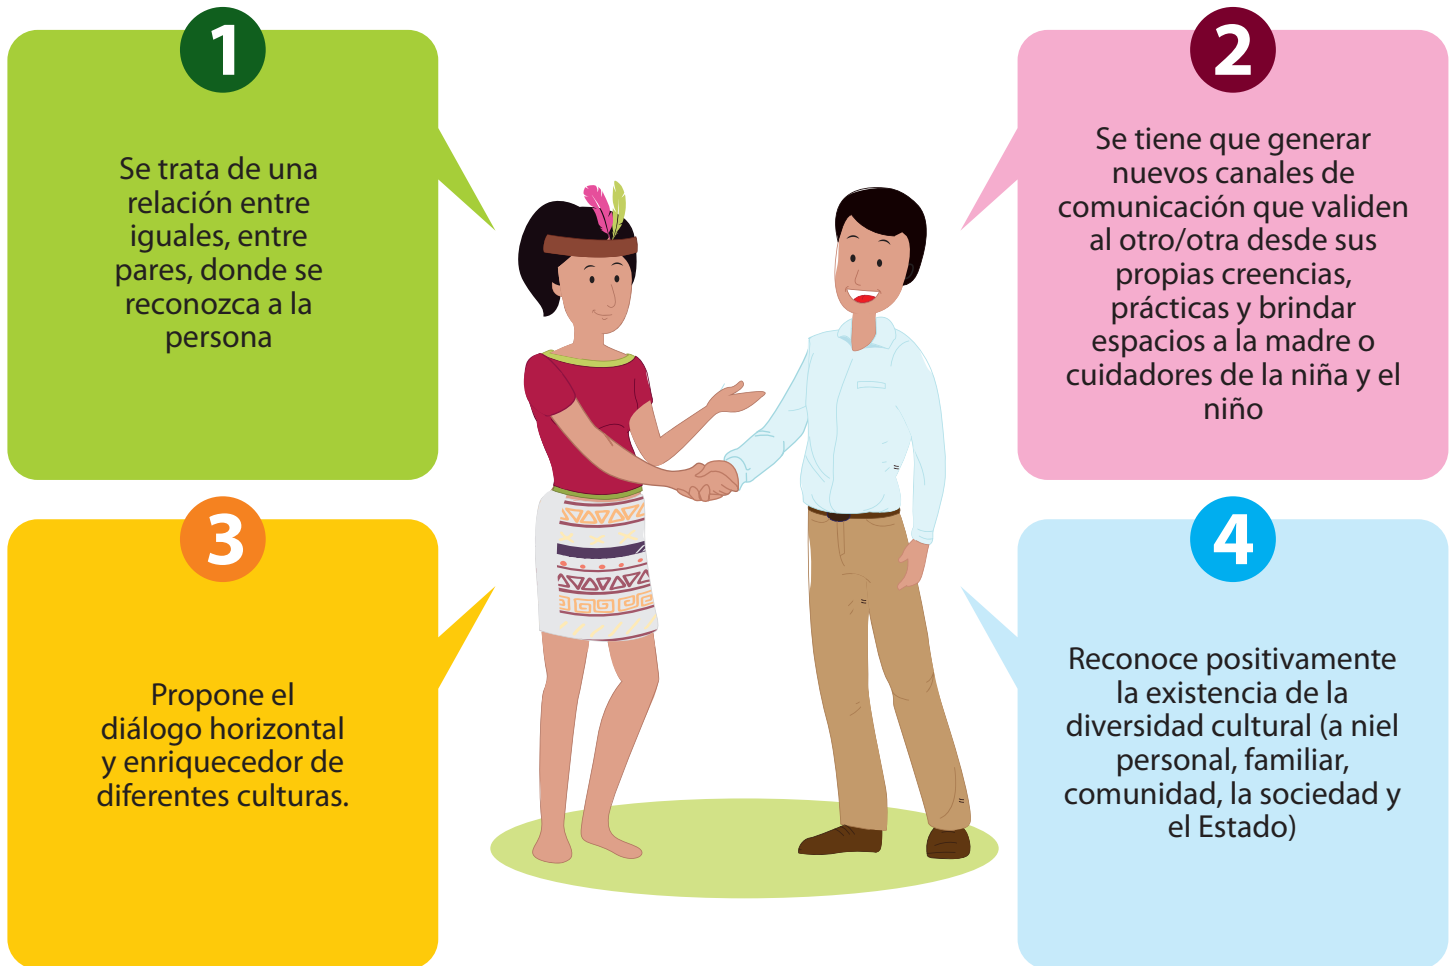 1
Se trata de una
relación entre
iguales, entre
pares, donde se
reconozca a la
persona
2
Se tiene que generar
nuevos canales de
comunicación que validen
al otro/otra desde sus
propias creencias,
prácticas y brindar
espacios a la madre o
cuidadores de la niña y el
niño
3
Propone el
diálogo horizontal
y enriquecedor de
diferentes culturas.
4
Reconoce positivamente
la existencia de la
diversidad cultural (a niel
personal, familiar,
comunidad, la sociedad y
el Estado)